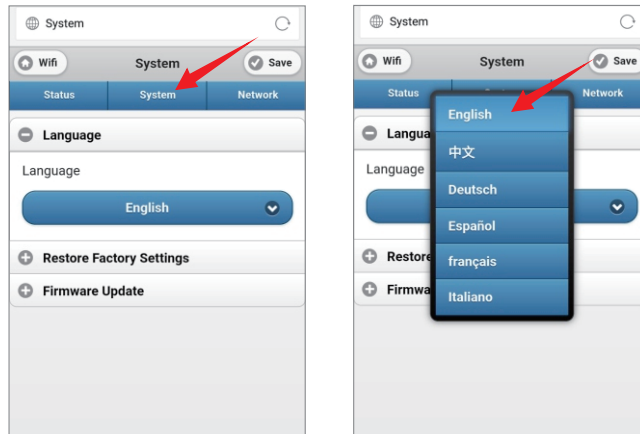 System
Wifi
System
Save
Status
System
Network
Language
Language
English
Restore Factory Settings
Firmware Update
System
Wifi
System
Save
Status
Network
Langua
Language
Restore
Firmwa
English
中文
Deutsch
Español
français
Italiano